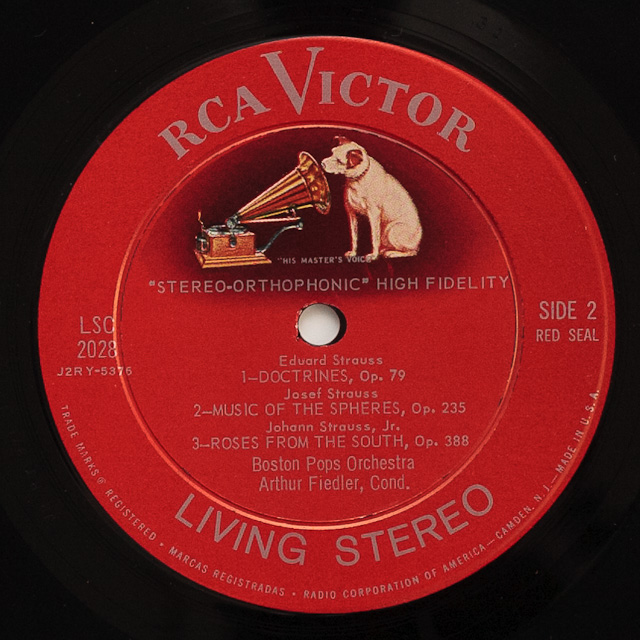 RCA VICTOR
"HIS MASTER'S VOICE"
"STEREO-ORTHOPHONIC" HIGH FIDELITY
LSC
2028
J2RY-5376
SIDE 2
RED SEAL
Eduard Strauss
1—DOCTRINES, Op. 79
Josef Strauss
2—MUSIC OF THE SPHERES, Op. 235
Johann Strauss, Jr.
3—ROSES FROM THE SOUTH, Op. 388
Boston Pops Orchestra
Arthur Fiedler, Cond.
LIVING STEREO
TRADE MARKS ® REGISTERED • MARCAS REGISTRADAS • RADIO CORPORATION OF AMERICA—CAMDEN, N. J.—MADE IN U.S.A.